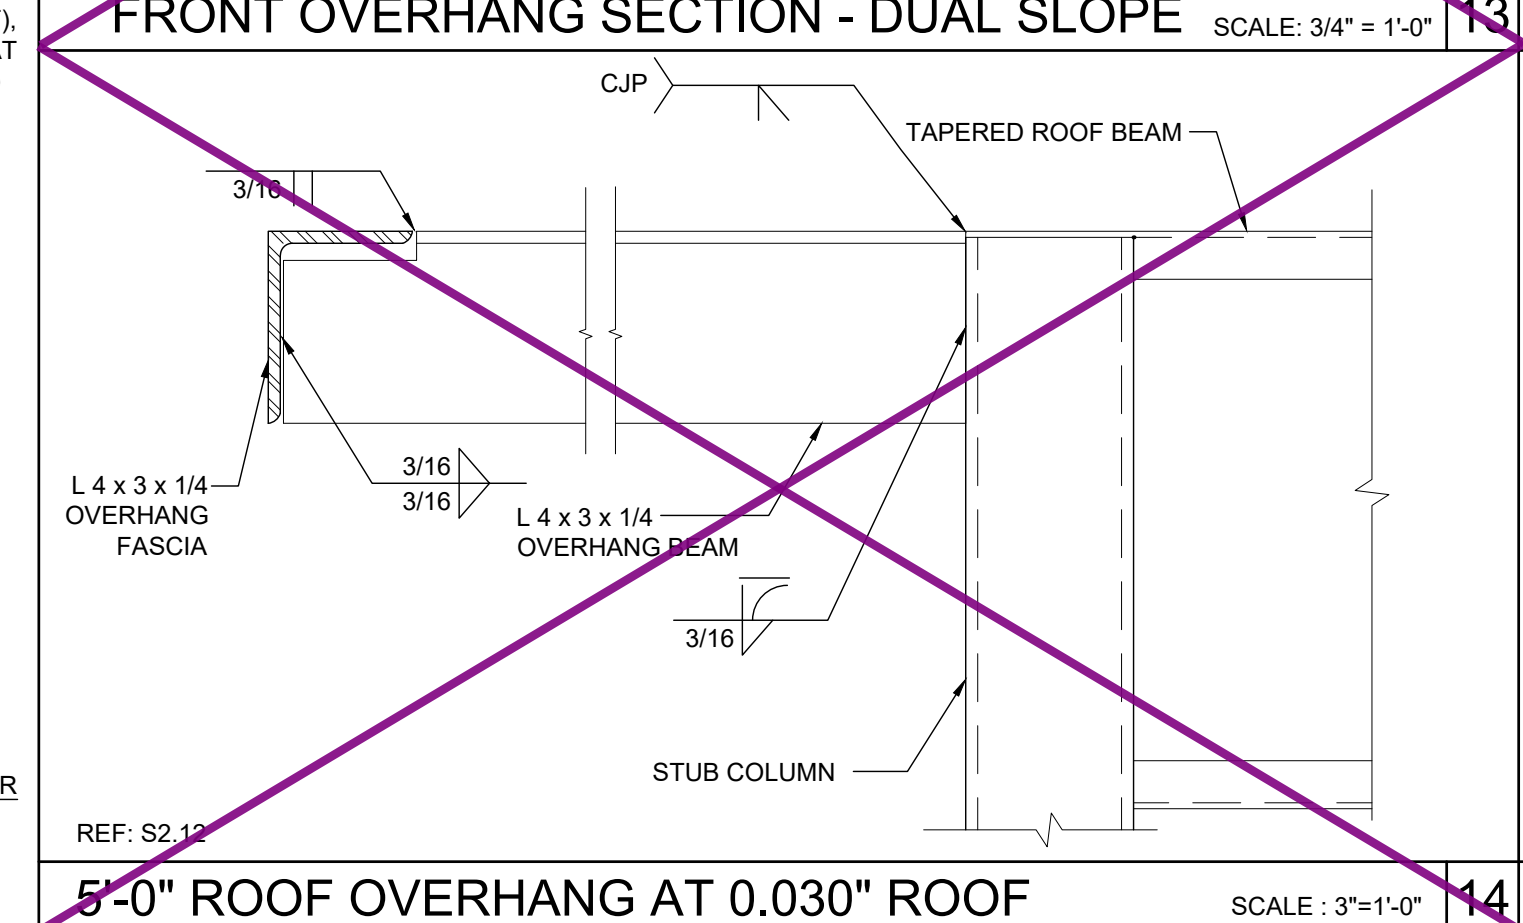 ),
AT
FRONT OVERHANG SECTION - DUAL SLOPE SCALE: 3/4" = 1'-0" 13
CJP
TAPERED ROOF BEAM
3/16
3/16
3/16
L 4 x 3 x 1/4
OVERHANG
FASCIA
L 4 x 3 x 1/4
OVERHANG BEAM
3/16
STUB COLUMN
R
REF: S2.12
5'-0" ROOF OVERHANG AT 0.030" ROOF SCALE : 3"=1'-0" 14